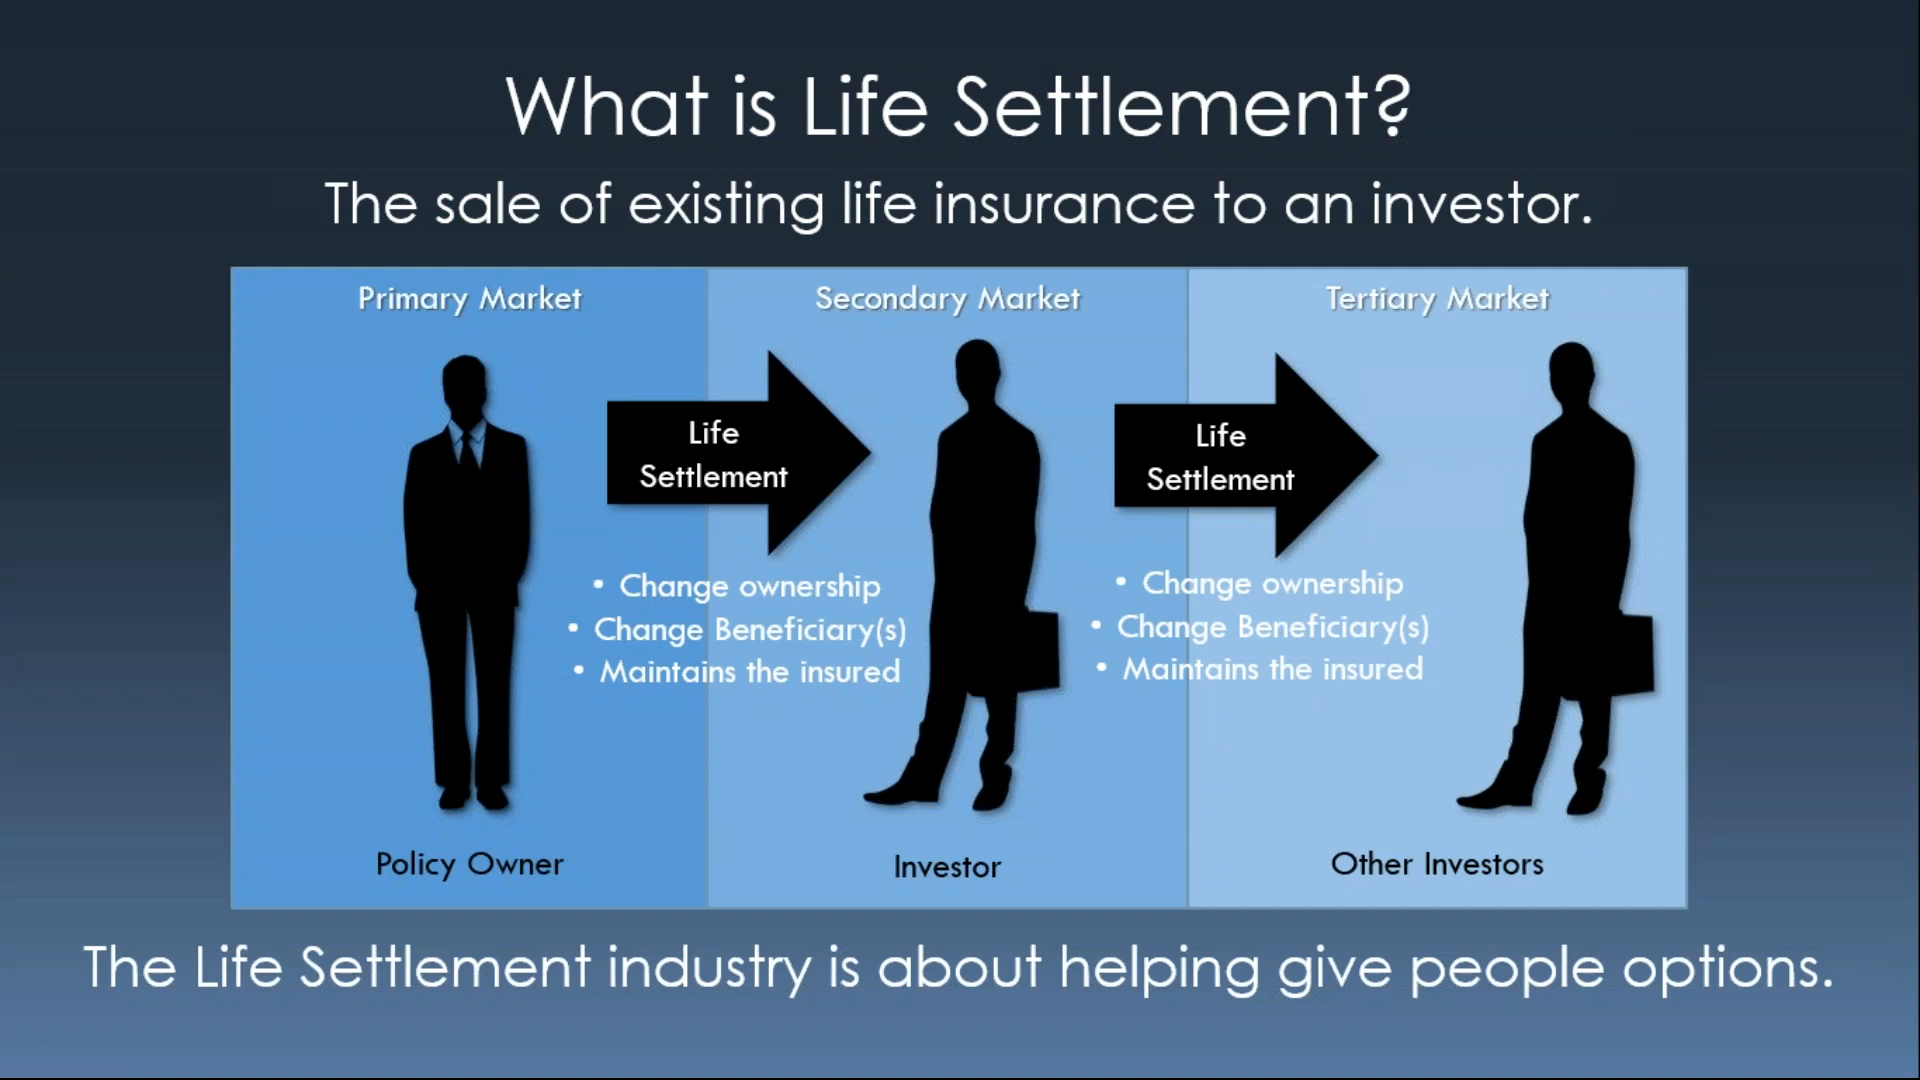 What is Life Settlement?
The sale of existing life insurance to an investor.
Primary Market
Secondary Market
Tertiary Market
Life
Settlement
Life
Settlement
• Change ownership
• Change Beneficiary(s)
• Maintains the insured
• Change ownership
• Change Beneficiary(s)
• Maintains the insured
Policy Owner
Investor
Other Investors
The Life Settlement industry is about helping give people options.